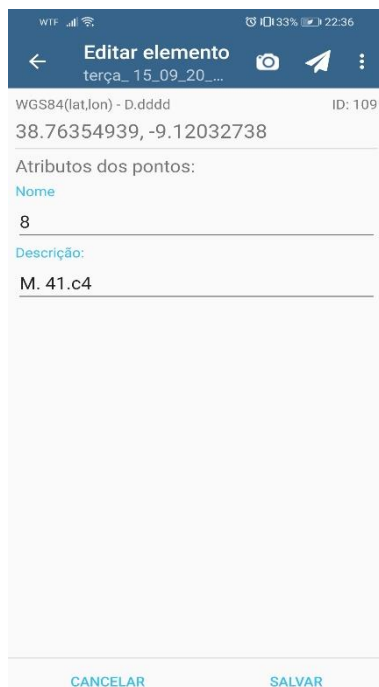 WTF 33% 22:36
Editar elemento
terça_ 15_09_20_...
WGS84(lat,lon) - D.dddd ID: 109
38.76354939, -9.12032738
Atributos dos pontos:
Nome
8
Descrição:
M. 41.c4
CANCELAR SALVAR